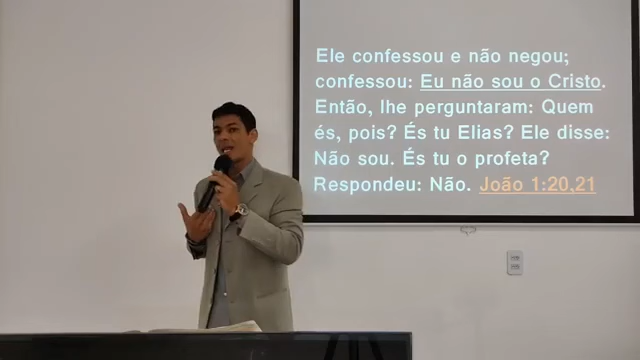 Ele confessou e não negou;
confessou: Eu não sou o Cristo.
Então, lhe perguntaram: Quem
és, pois? És tu Elias? Ele disse:
Não sou. És tu o profeta?
Respondeu: Não. João 1:20,21